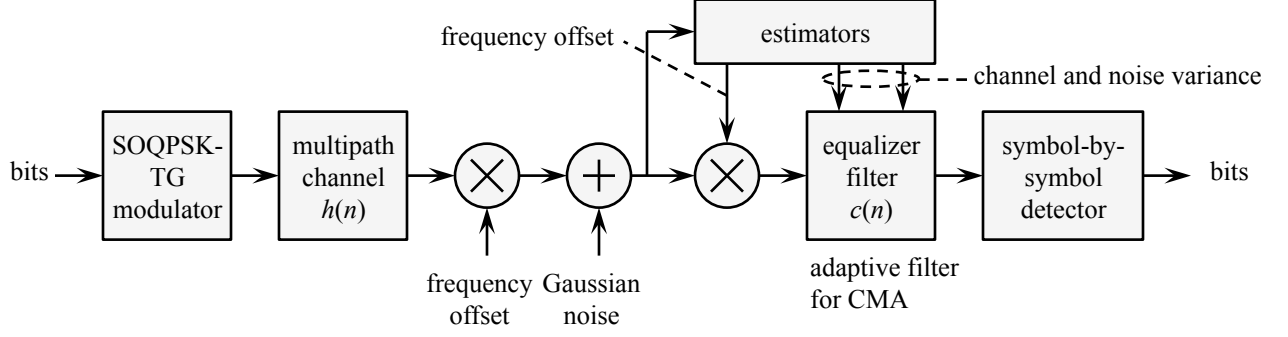 estimators
frequency offset
channel and noise variance
bits
SOQPSK-
TG
modulator
multipath
channel
h(n)
equalizer
filter
c(n)
symbol-by-
symbol
detector
bits
frequency
offset
Gaussian
noise
adaptive filter
for CMA